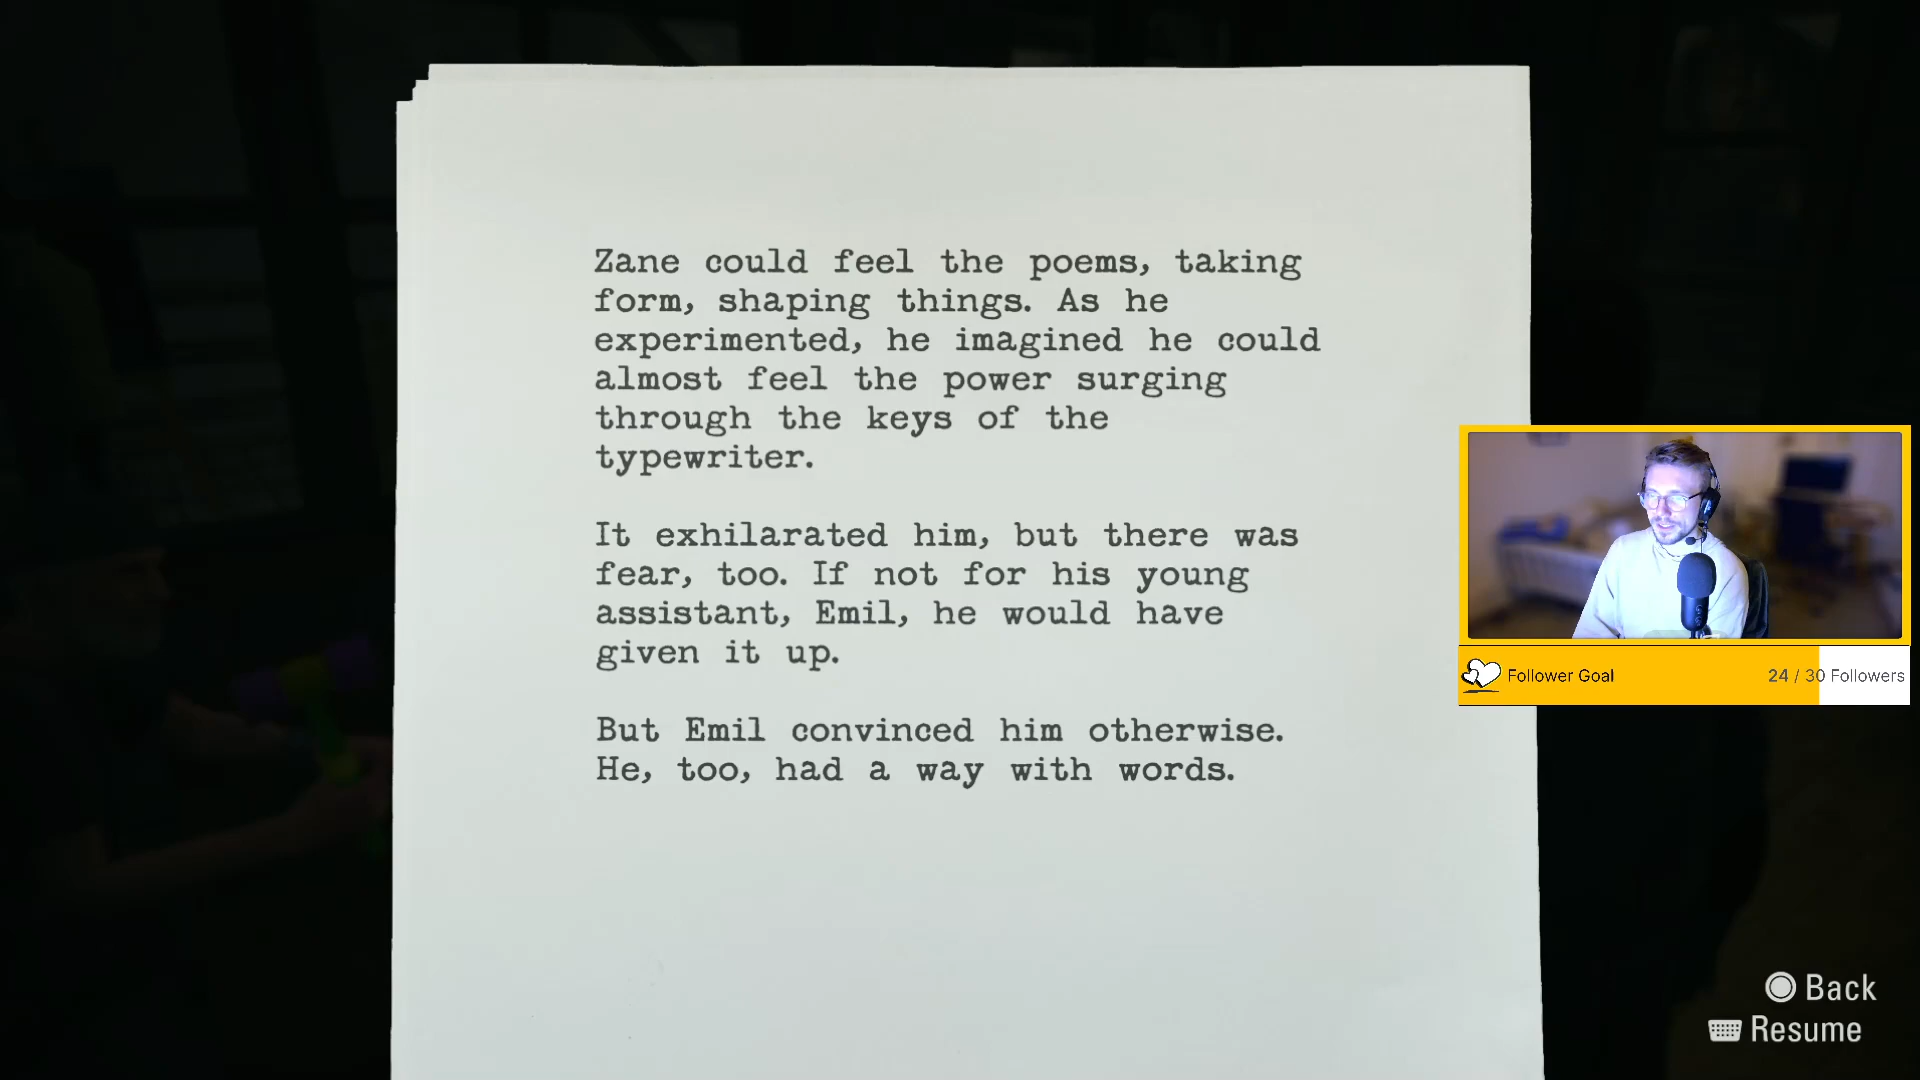 Zane could feel the poems, taking
form, shaping things. As he
experimented, he imagined he could
almost feel the power surging
through the keys of the
typewriter.
It exhilarated him, but there was
fear, too. If not for his young
assistant, Emil, he would have
given it up.
But Emil convinced him otherwise.
He, too, had a way with words.
Follower Goal
24 / 30 Followers
Back
Resume